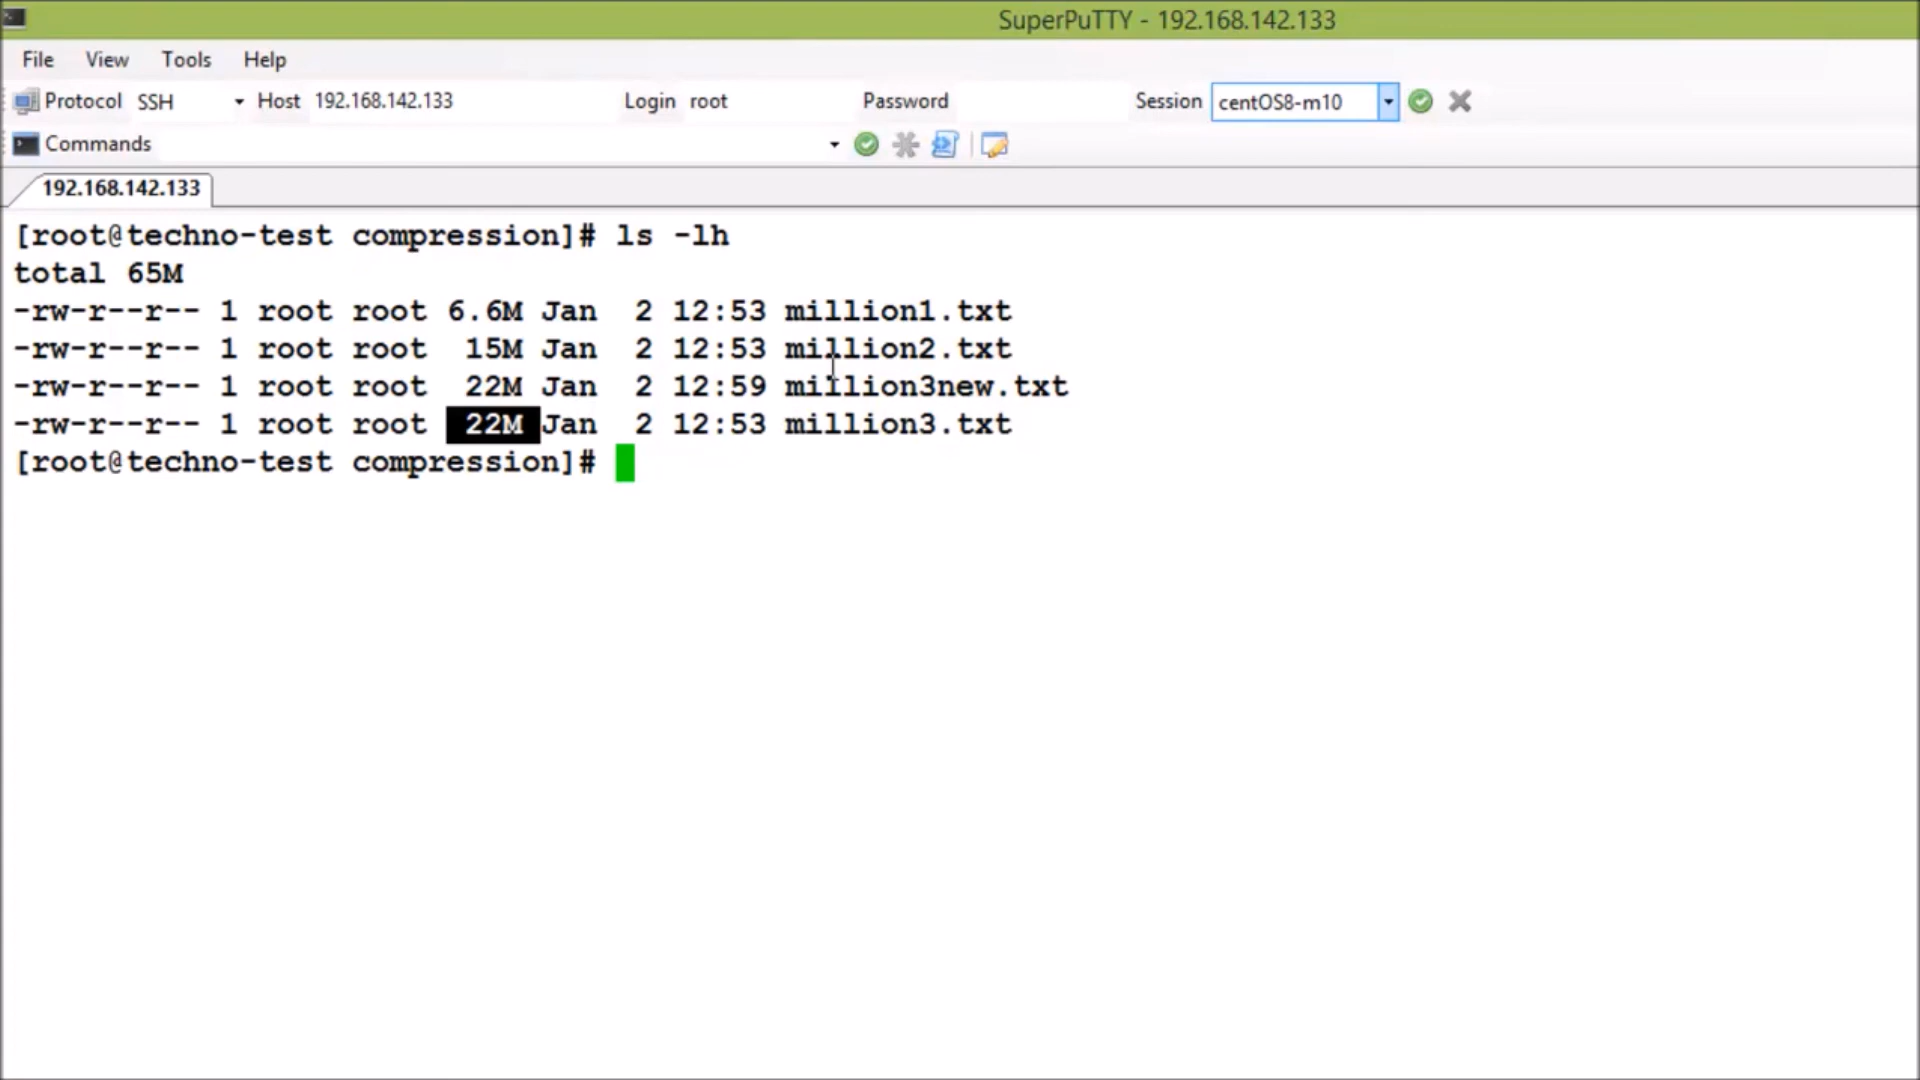 SuperPuTTY - 192.168.142.133
File View Tools Help
Protocol SSH Host 192.168.142.133 Login root Password Session centOS8-m10
Commands
192.168.142.133
[root@techno-test compression]# ls -lh
total 65M
-rw-r--r-- 1 root root 6.6M Jan  2 12:53 million1.txt
-rw-r--r-- 1 root root  15M Jan  2 12:53 million2.txt
-rw-r--r-- 1 root root  22M Jan  2 12:59 million3new.txt
-rw-r--r-- 1 root root  22M Jan  2 12:53 million3.txt
[root@techno-test compression]#